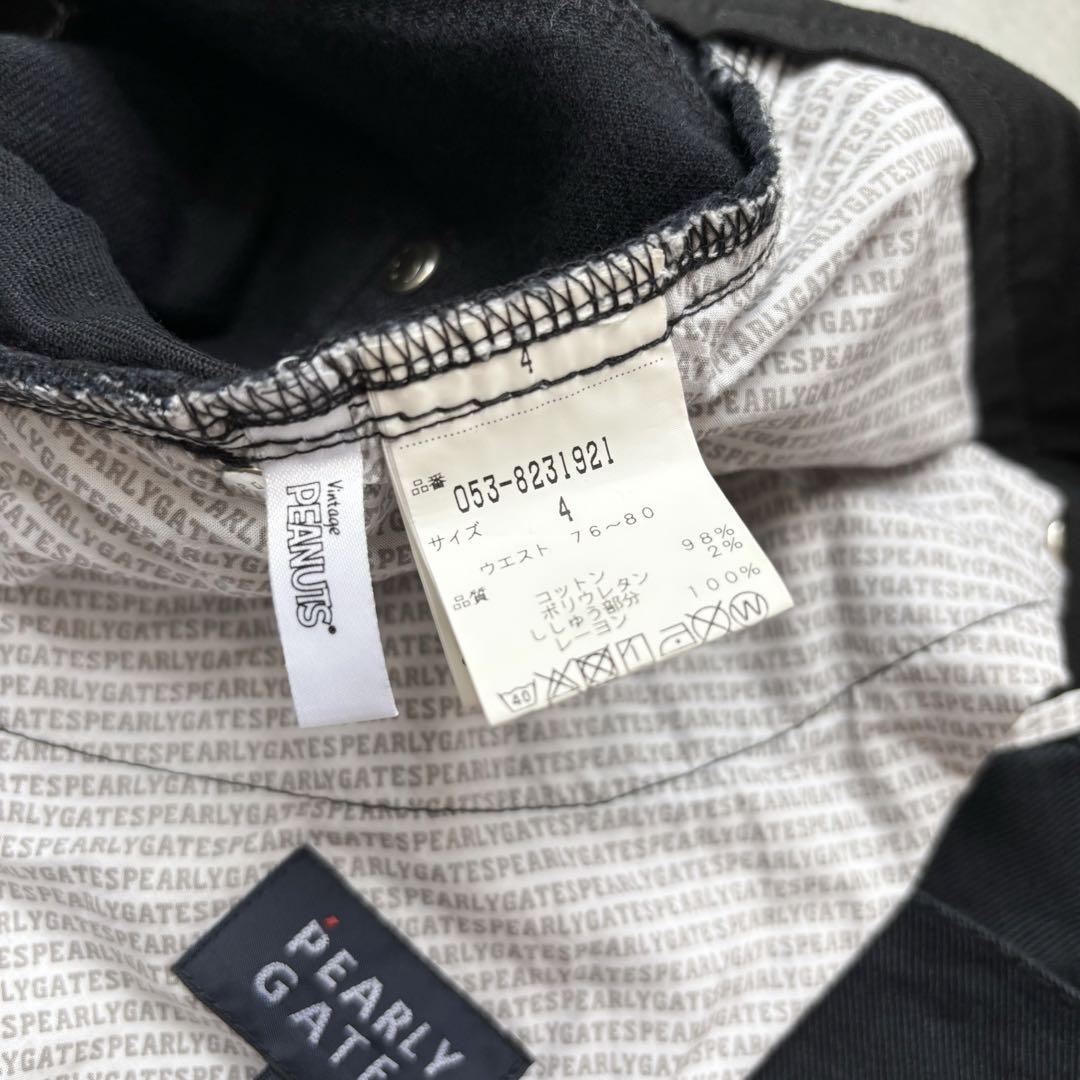 4
品番 053-8231921
サイズ 4
ウエスト 76~80
品質 コットン 98%
ポリウレタン 2%
ししゅう部分
レーヨン 100%
40
W
Vintage
PEANUTS®
PEARLYGATESPEARLYGATESPEARLYGATES
PEARLY
GATE